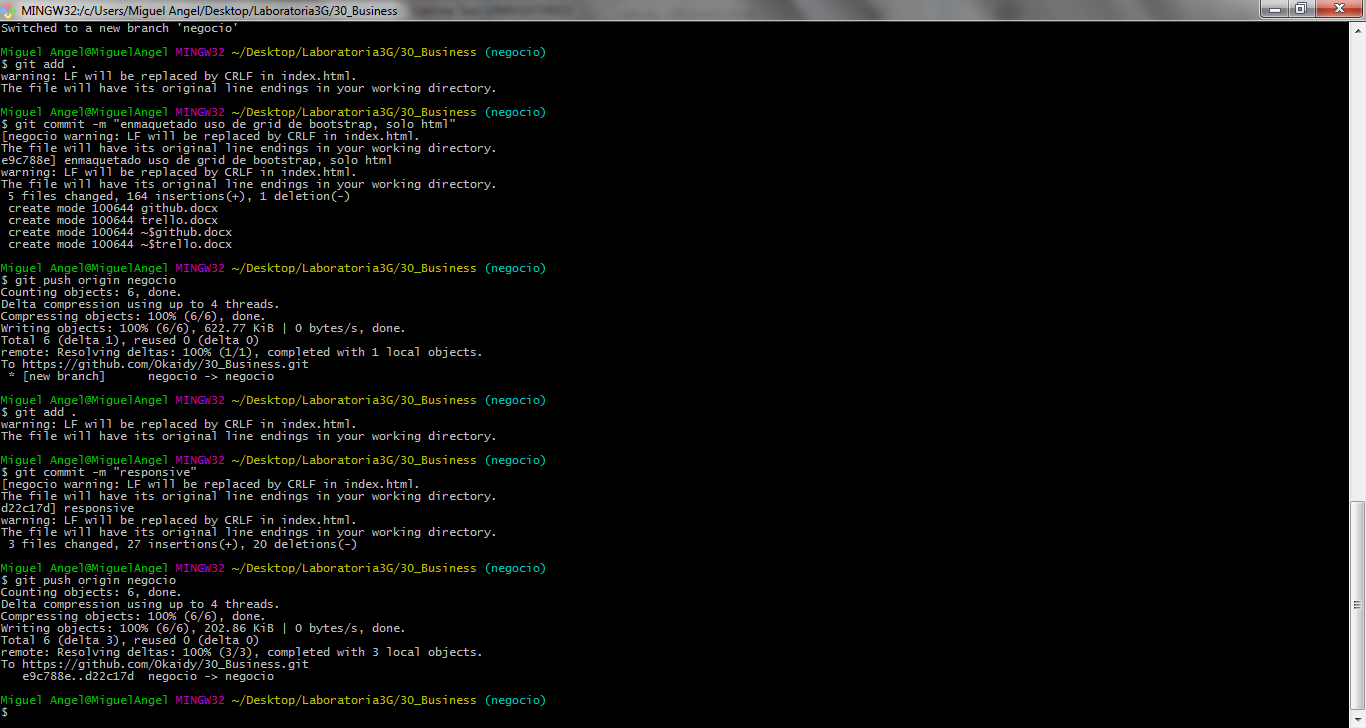 MINGW32:/c/Users/Miguel Angel/Desktop/Laboratoria3G/30_Business
Switched to a new branch 'negocio'
Miguel Angel@MiguelAngel MINGW32 ~/Desktop/Laboratoria3G/30_Business (negocio)
$ git add .
warning: LF will be replaced by CRLF in index.html.
The file will have its original line endings in your working directory.
Miguel Angel@MiguelAngel MINGW32 ~/Desktop/Laboratoria3G/30_Business (negocio)
$ git commit -m "enmaquetado uso de grid de bootstrap, solo html"
[negocio warning: LF will be replaced by CRLF in index.html.
The file will have its original line endings in your working directory.
e9c788e] enmaquetado uso de grid de bootstrap, solo html
warning: LF will be replaced by CRLF in index.html.
The file will have its original line endings in your working directory.
 5 files changed, 164 insertions(+), 1 deletion(-)
 create mode 100644 github.docx
 create mode 100644 trello.docx
 create mode 100644 ~$github.docx
 create mode 100644 ~$trello.docx
Miguel Angel@MiguelAngel MINGW32 ~/Desktop/Laboratoria3G/30_Business (negocio)
$ git push origin negocio
Counting objects: 6, done.
Delta compression using up to 4 threads.
Compressing objects: 100% (6/6), done.
Writing objects: 100% (6/6), 622.77 KiB | 0 bytes/s, done.
Total 6 (delta 1), reused 0 (delta 0)
remote: Resolving deltas: 100% (1/1), completed with 1 local objects.
To https://github.com/Okaidy/30_Business.git
 * [new branch]      negocio -> negocio
Miguel Angel@MiguelAngel MINGW32 ~/Desktop/Laboratoria3G/30_Business (negocio)
$ git add .
warning: LF will be replaced by CRLF in index.html.
The file will have its original line endings in your working directory.
Miguel Angel@MiguelAngel MINGW32 ~/Desktop/Laboratoria3G/30_Business (negocio)
$ git commit -m "responsive"
[negocio warning: LF will be replaced by CRLF in index.html.
The file will have its original line endings in your working directory.
d22c17d] responsive
warning: LF will be replaced by CRLF in index.html.
The file will have its original line endings in your working directory.
 3 files changed, 27 insertions(+), 20 deletions(-)
Miguel Angel@MiguelAngel MINGW32 ~/Desktop/Laboratoria3G/30_Business (negocio)
$ git push origin negocio
Counting objects: 6, done.
Delta compression using up to 4 threads.
Compressing objects: 100% (6/6), done.
Writing objects: 100% (6/6), 202.86 KiB | 0 bytes/s, done.
Total 6 (delta 3), reused 0 (delta 0)
remote: Resolving deltas: 100% (3/3), completed with 3 local objects.
To https://github.com/Okaidy/30_Business.git
   e9c788e..d22c17d  negocio -> negocio
Miguel Angel@MiguelAngel MINGW32 ~/Desktop/Laboratoria3G/30_Business (negocio)
$